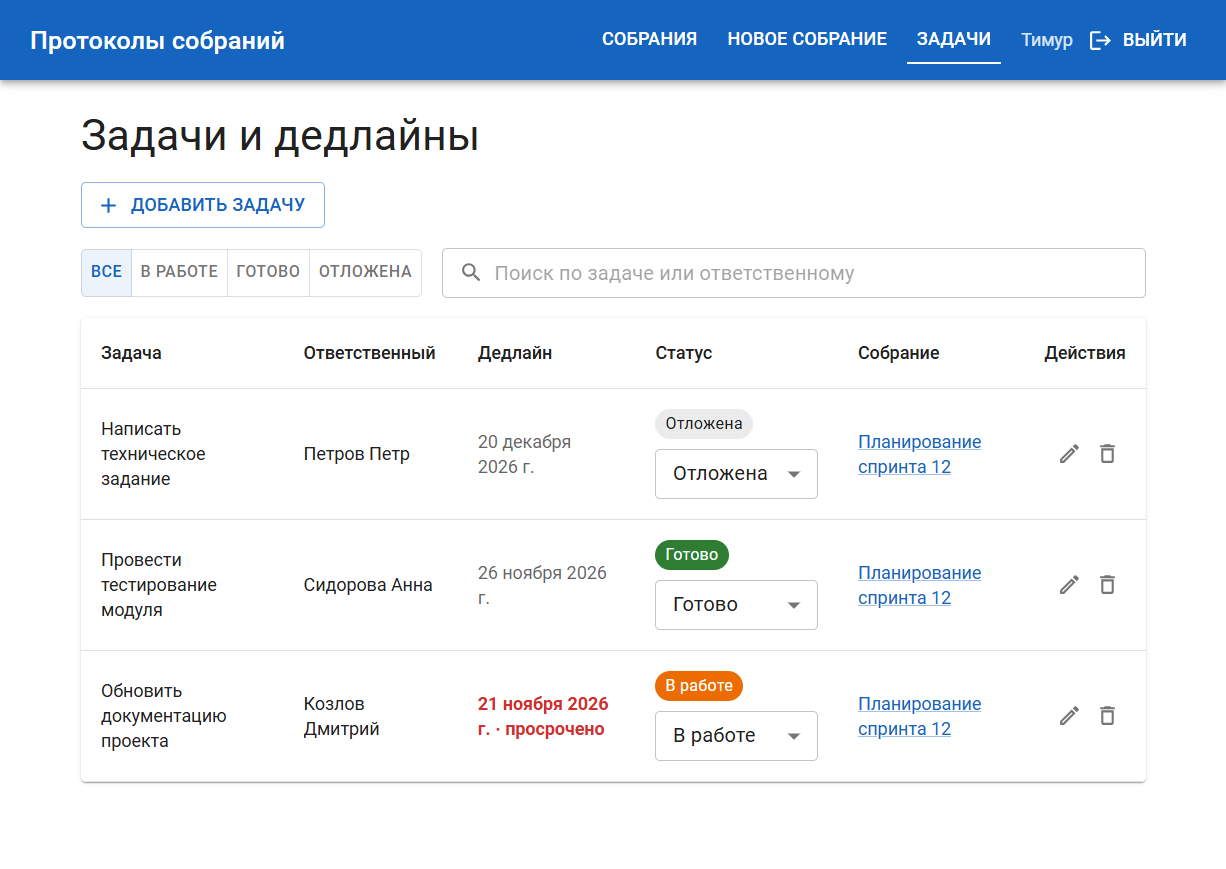 Протоколы собраний
СОБРАНИЯ
НОВОЕ СОБРАНИЕ
ЗАДАЧИ
Тимур
ВЫЙТИ
Задачи и дедлайны
ДОБАВИТЬ ЗАДАЧУ
ВСЕ
В РАБОТЕ
ГОТОВО
ОТЛОЖЕНА
Поиск по задаче или ответственному
Задача
Ответственный
Дедлайн
Статус
Собрание
Действия
Написать
техническое
задание
Петров Петр
20 декабря
2026 г.
Отложена
Отложена
Планирование
спринта 12
Провести
тестирование
модуля
Сидорова Анна
26 ноября 2026
г.
Готово
Готово
Планирование
спринта 12
Обновить
документацию
проекта
Козлов
Дмитрий
21 ноября 2026
г. · просрочено
В работе
В работе
Планирование
спринта 12